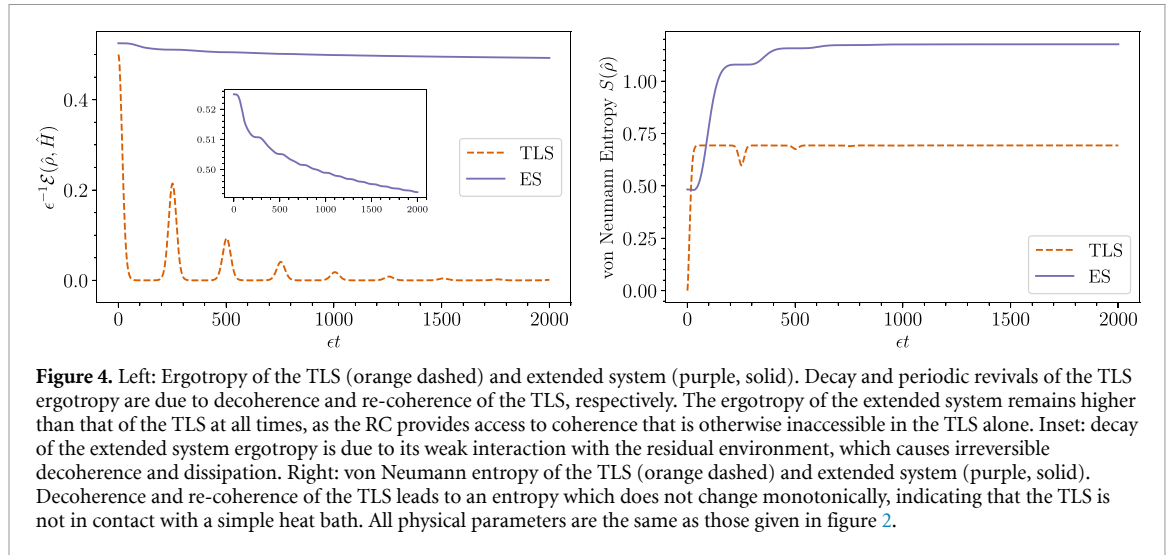 0.4
0.2
0.0
ϵ⁻¹ℰ(ρ̂, Ĥ)
0.52
0.51
0.50
0 500 1000 1500 2000
TLS
ES
0 500 1000 1500 2000
ϵt
1.00
0.75
0.50
0.25
0.00
von Neumann Entropy S(ρ̂)
TLS
ES
0 500 1000 1500 2000
ϵt
Figure 4. Left: Ergotropy of the TLS (orange dashed) and extended system (purple, solid). Decay and periodic revivals of the TLS
ergotropy are due to decoherence and re-coherence of the TLS, respectively. The ergotropy of the extended system remains higher
than that of the TLS at all times, as the RC provides access to coherence that is otherwise inaccessible in the TLS alone. Inset: decay
of the extended system ergotropy is due to its weak interaction with the residual environment, which causes irreversible
decoherence and dissipation. Right: von Neumann entropy of the TLS (orange dashed) and extended system (purple, solid).
Decoherence and re-coherence of the TLS leads to an entropy which does not change monotonically, indicating that the TLS is
not in contact with a simple heat bath. All physical parameters are the same as those given in figure 2.